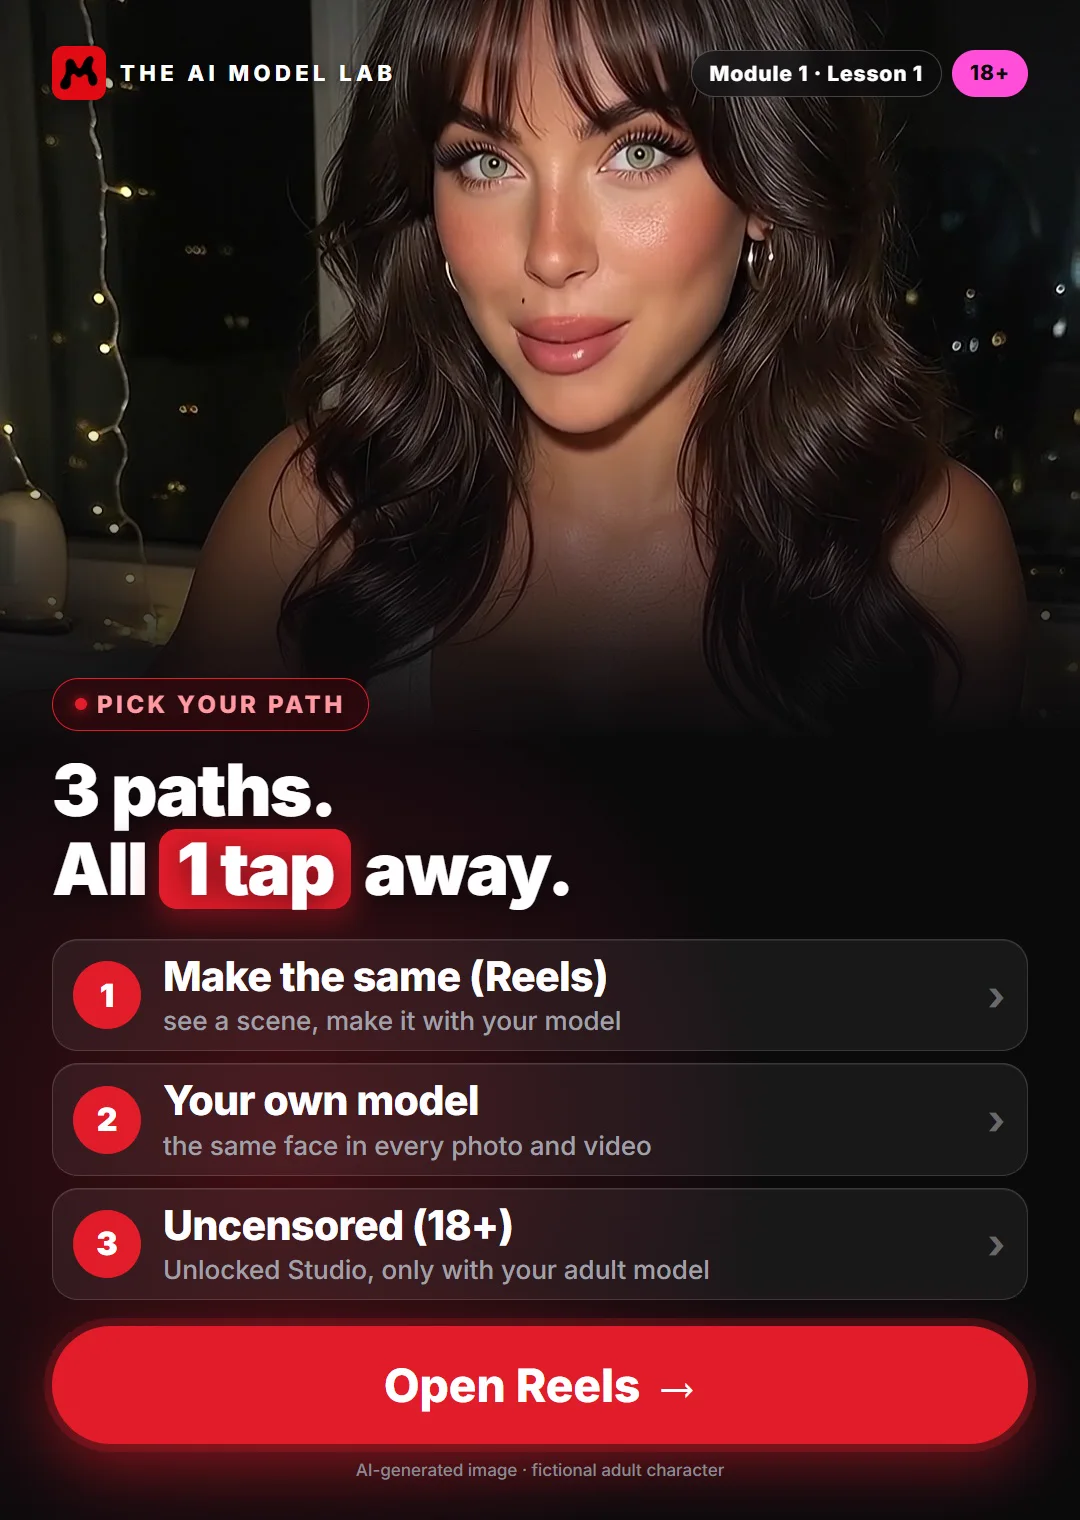 THE AI MODEL LAB
Module 1 · Lesson 1
18+
PICK YOUR PATH
3 paths.
All 1 tap away.
1
Make the same (Reels)
see a scene, make it with your model
›
2
Your own model
the same face in every photo and video
›
3
Uncensored (18+)
Unlocked Studio, only with your adult model
›
Open Reels →
AI-generated image · fictional adult character